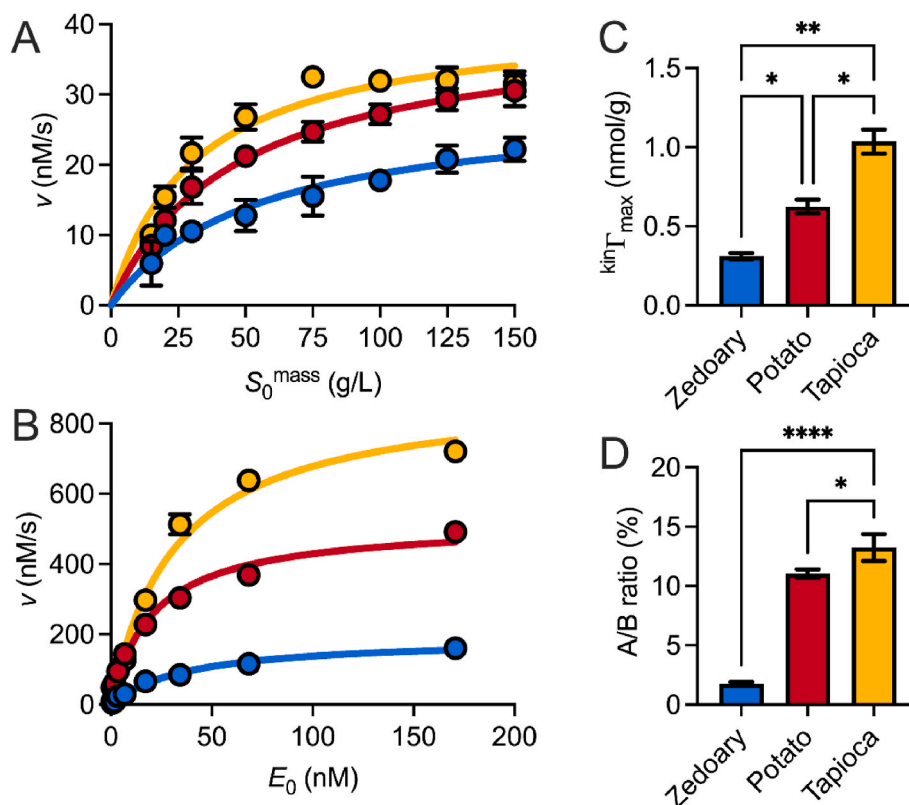 A
v (nM/s)
40
30
20
10
0
0 25 50 75 100 125 150
S₀ᵐᵃˢˢ (g/L)
B
v (nM/s)
800
600
400
200
0
0 50 100 150 200
E₀ (nM)
C
**
* *
ᵏⁱⁿΓₘₐₓ (nmol/g)
1.5
1.0
0.5
0.0
Zedoary Potato Tapioca
D
****
*
A/B ratio (%)
20
15
10
5
0
Zedoary Potato Tapioca